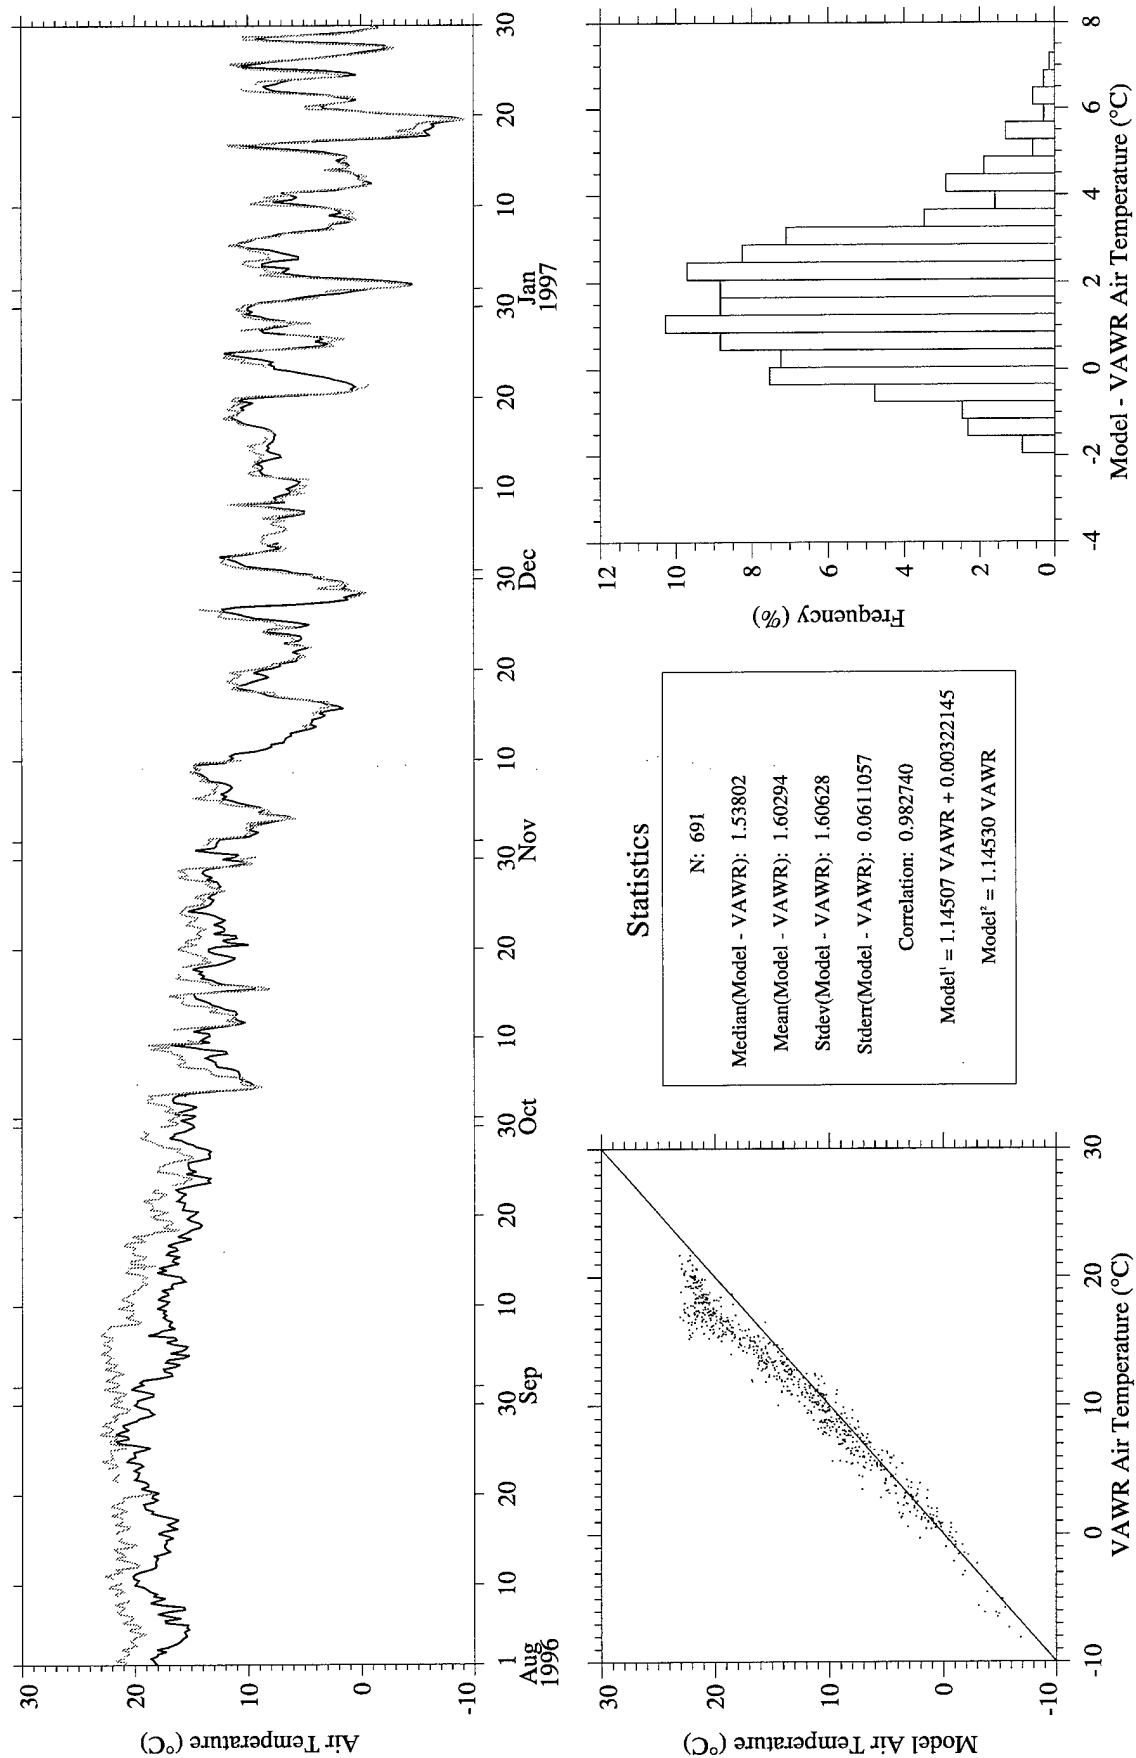 Air Temperature (°C)
30
20
10
0
-10
1 10 20 30 10 20 30 10 20 30 10 20 30 10 20 30 10 20 30
Aug Sep Oct Nov Dec Jan
1996 1997
Model Air Temperature (°C)
30
20
10
0
-10
-10 0 10 20 30
VAWR Air Temperature (°C)
Statistics
N: 691
Median(Model - VAWR): 1.53802
Mean(Model - VAWR): 1.60294
Stdev(Model - VAWR): 1.60628
Stderr(Model - VAWR): 0.0611057
Correlation: 0.982740
Model¹ = 1.14507 VAWR + 0.00322145
Model² = 1.14530 VAWR
Frequency (%)
12
10
8
6
4
2
0
-4 -2 0 2 4 6 8
Model - VAWR Air Temperature (°C)